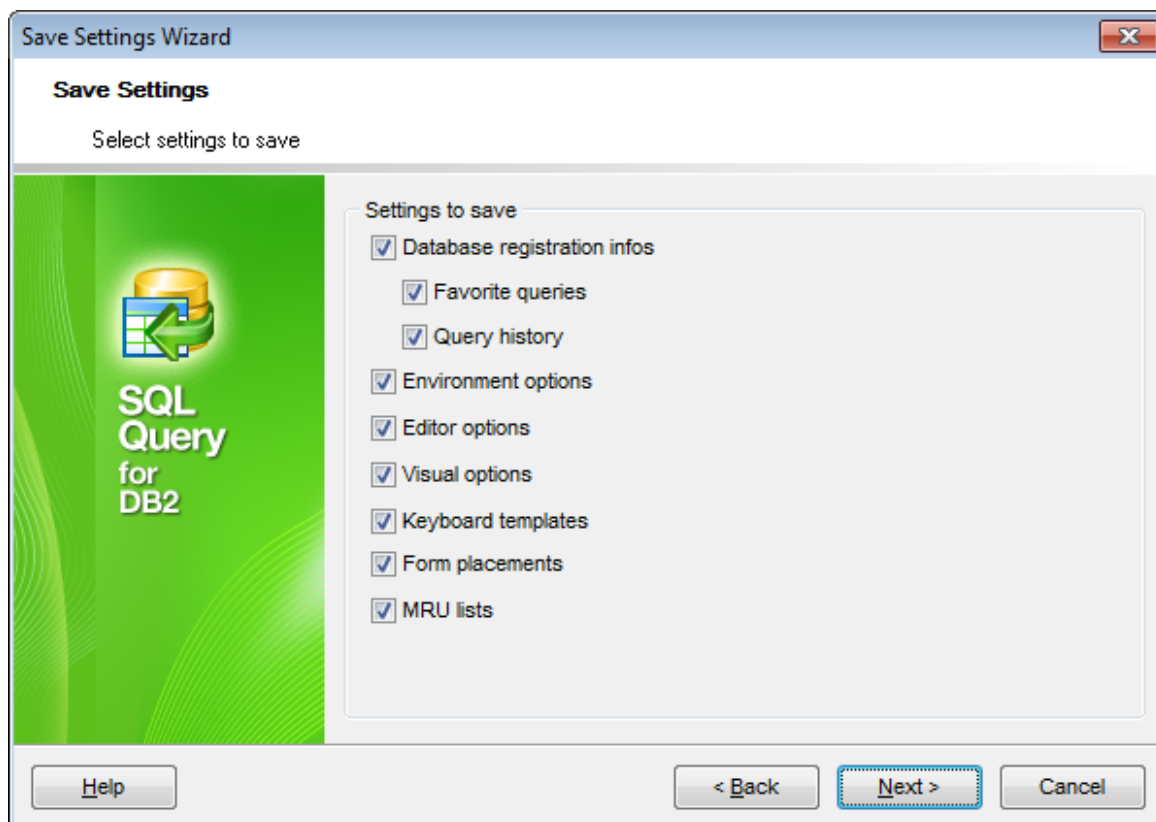 Save Settings Wizard
Save Settings
Select settings to save
SQL
Query
for
DB2
Settings to save
Database registration infos
Favorite queries
Query history
Environment options
Editor options
Visual options
Keyboard templates
Form placements
MRU lists
Help
< Back
Next >
Cancel